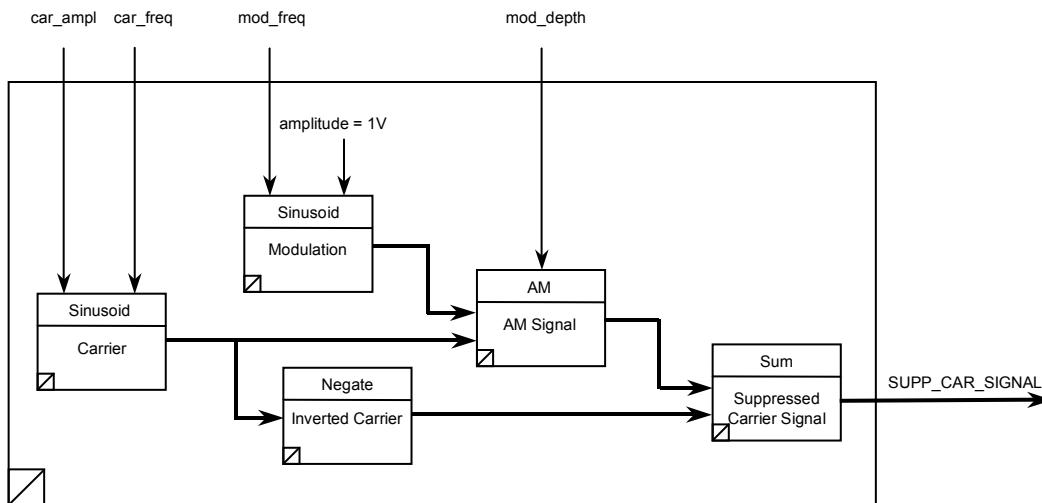 car_ampl car_freq mod_freq mod_depth
amplitude = 1V
Sinusoid
Modulation
AM
AM Signal
Sinusoid
Carrier
Negate
Inverted Carrier
Sum
Suppressed
Carrier Signal
SUPP_CAR_SIGNAL